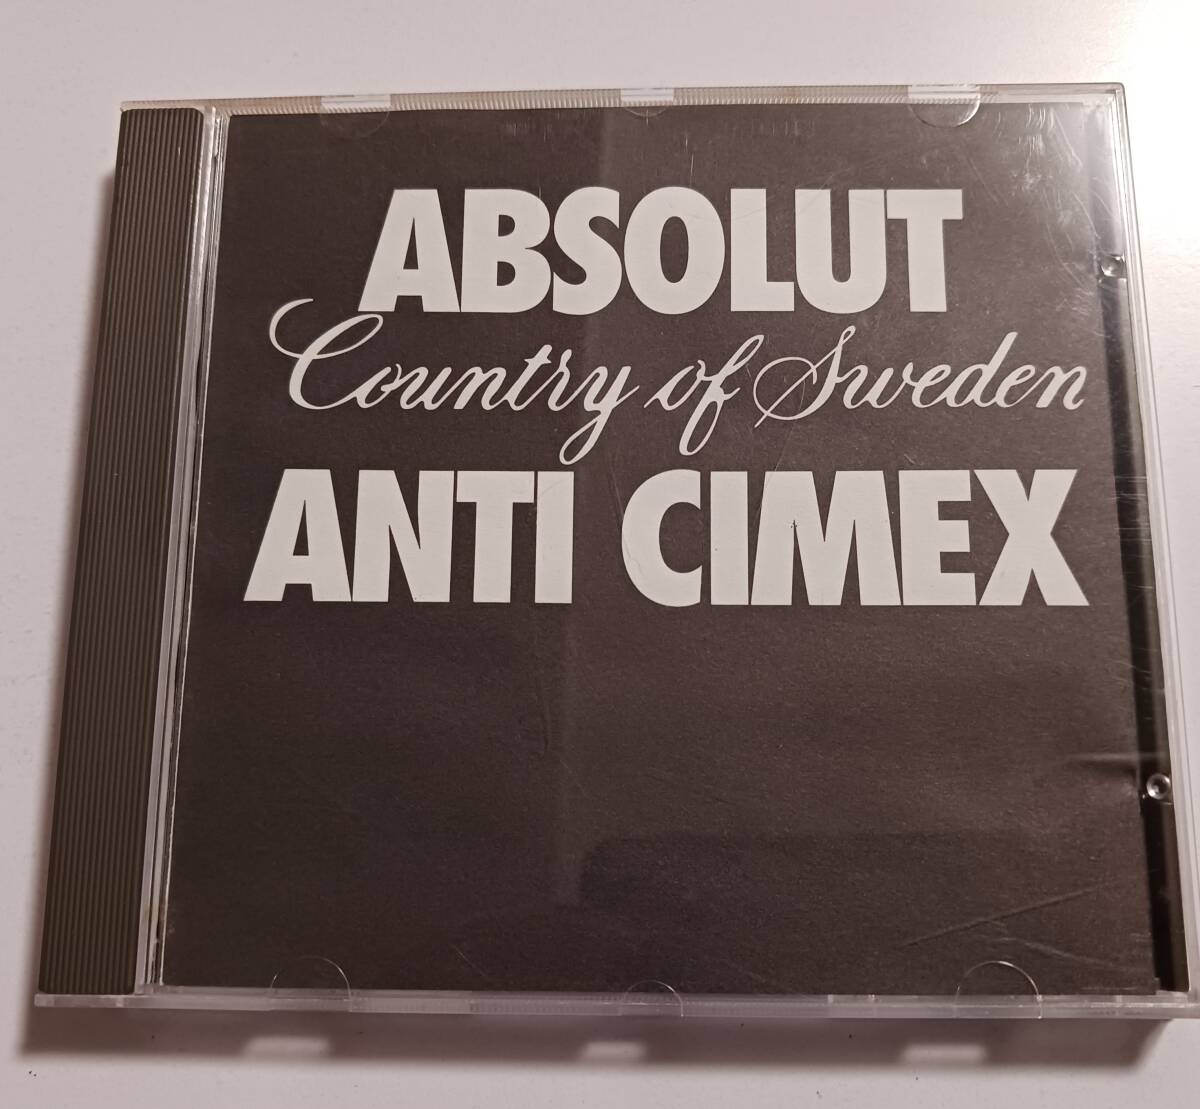 ABSOLUT
Country of Sweden
ANTI CIMEX